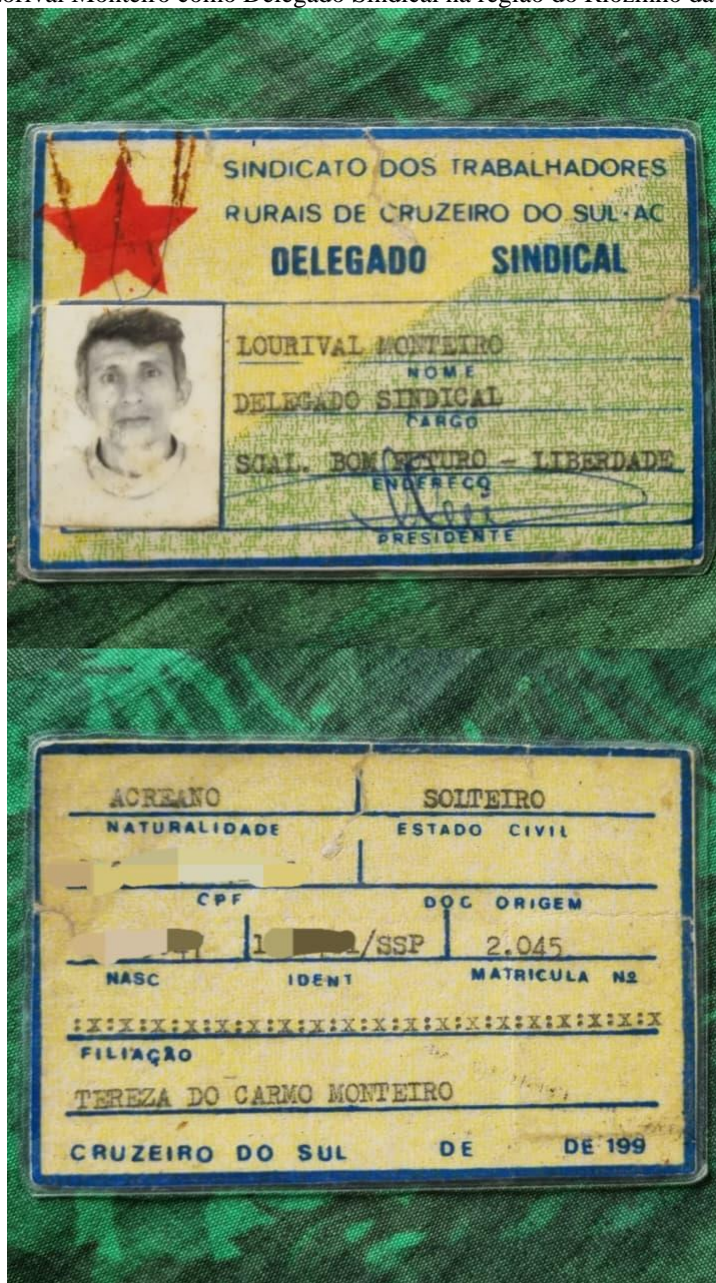 orival Monteiro como Delegado Sindical na região do Riozinho da
SINDICATO DOS TRABALHADORES
RURAIS DE CRUZEIRO DO SUL-AC
DELEGADO SINDICAL
LOURIVAL MONTEIRO
NOME
DELEGADO SINDICAL
CARGO
SGAL. BOM FUTURO - LIBERDADE
ENDEREÇO
PRESIDENTE
ACREANO SOLTEIRO
NATURALIDADE ESTADO CIVIL
CPF DOC ORIGEM
/SSP 2.045
NASC IDENT MATRICULA Nº
:X:X:X:X:X:X:X:X:X:X:X:X:X:X:X:X:X:X:X:X:X:X
FILIAÇÃO
TEREZA DO CARMO MONTEIRO
CRUZEIRO DO SUL DE DE 199